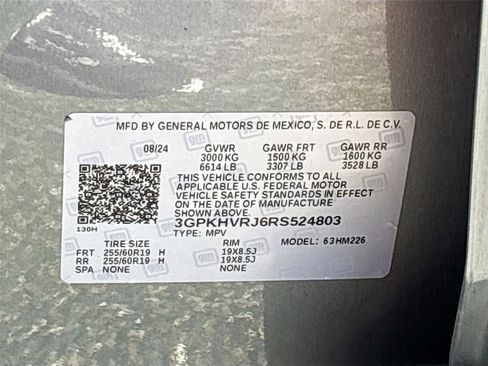 MFD BY GENERAL MOTORS DE MEXICO, S. DE R.L. DE C.V.
08/24 GVWR GAWR FRT GAWR RR
3000 KG 1500 KG 1600 KG
6614 LB 3307 LB 3528 LB
THIS VEHICLE CONFORMS TO ALL
APPLICABLE U.S. FEDERAL MOTOR
VEHICLE SAFETY STANDARDS IN EFFECT
ON THE DATE OF MANUFACTURE
SHOWN ABOVE.
3GPKHVRJ6RS524803
130H TYPE: MPV MODEL: 63HM226
TIRE SIZE RIM
FRT 255/60R19 H 19X8.5J
RR 255/60R19 H 19X8.5J
SPA NONE NONE